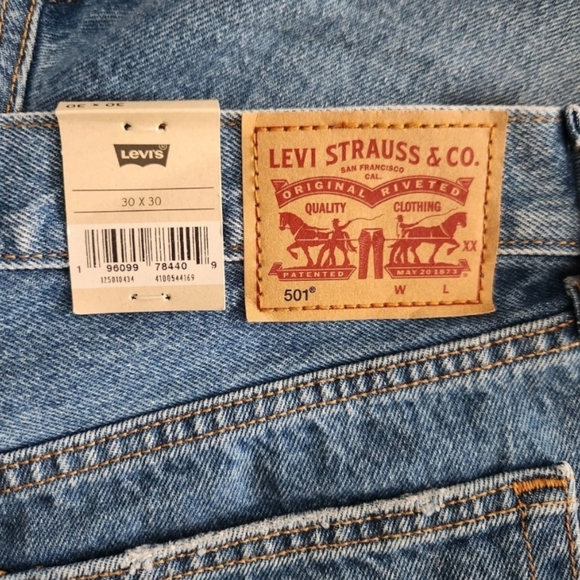 30 X 30
LEVI'S
30 X 30
1 96099 78440 9
125010434 4100544169
LEVI STRAUSS & CO.
SAN FRANCISCO
CAL.
ORIGINAL RIVETED
QUALITY CLOTHING
XX
PATENTED MAY 20 1873
501® W L